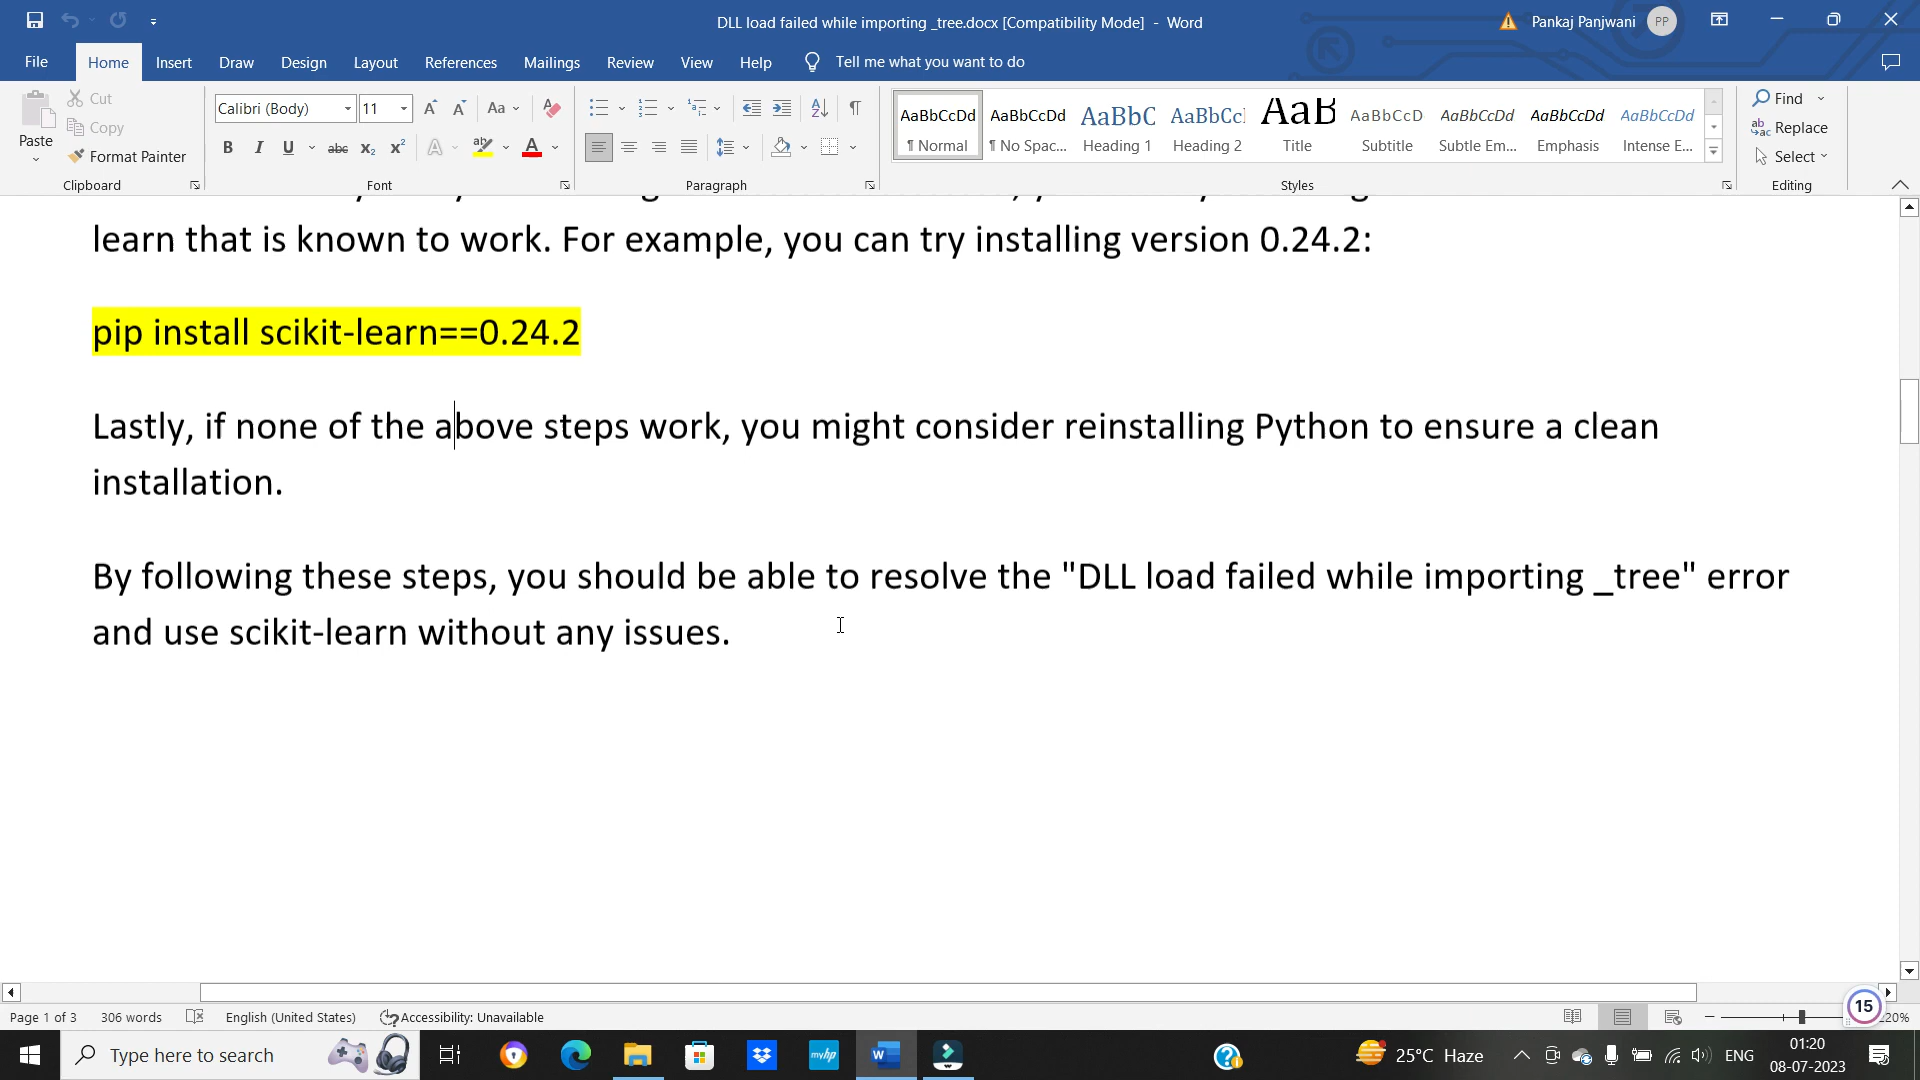 DLL load failed while importing _tree.docx [Compatibility Mode] - Word
Pankaj Panjwani PP
File Home Insert Draw Design Layout References Mailings Review View Help Tell me what you want to do
Paste
Cut
Copy
Format Painter
Clipboard
Calibri (Body) 11
Font
Paragraph
AaBbCcDd AaBbCcDd AaBbC AaBbCc AaB AaBbCcD AaBbCcDd AaBbCcDd AaBbCcDd
¶ Normal ¶ No Spac... Heading 1 Heading 2 Title Subtitle Subtle Em... Emphasis Intense E...
Styles
Find
Replace
Select
Editing
learn that is known to work. For example, you can try installing version 0.24.2:
pip install scikit-learn==0.24.2
Lastly, if none of the above steps work, you might consider reinstalling Python to ensure a clean
installation.
By following these steps, you should be able to resolve the "DLL load failed while importing _tree" error
and use scikit-learn without any issues.
Page 1 of 3 306 words English (United States) Accessibility: Unavailable
15
Type here to search
myhp
25°C Haze
ENG
01:20
08-07-2023